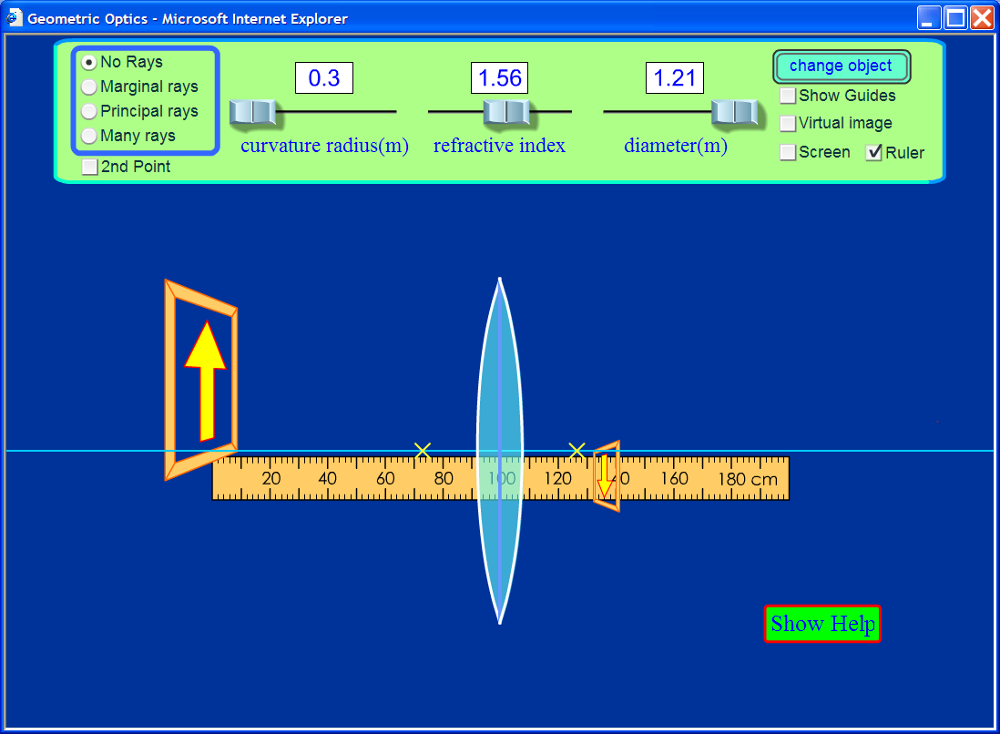 Geometric Optics - Microsoft Internet Explorer
No Rays
Marginal rays
Principal rays
Many rays
2nd Point
0.3
curvature radius(m)
1.56
refractive index
1.21
diameter(m)
change object
Show Guides
Virtual image
Screen Ruler
20 40 60 80 100 120 140 160 180 cm
Show Help